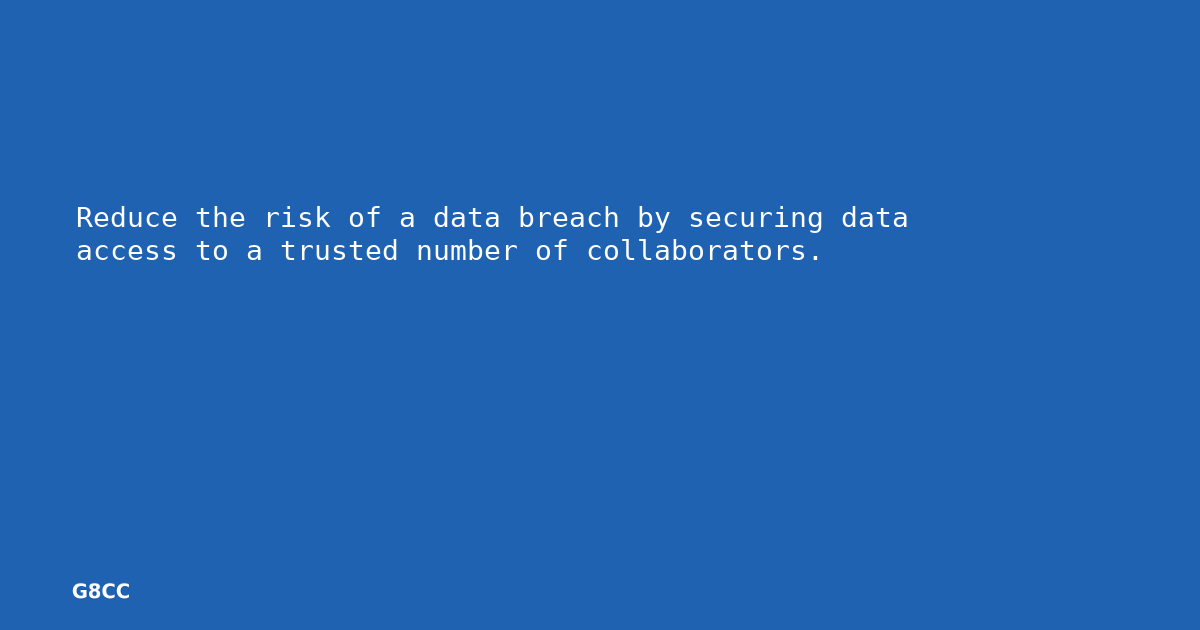 Reduce the risk of a data breach by securing data
access to a trusted number of collaborators.
G8CC